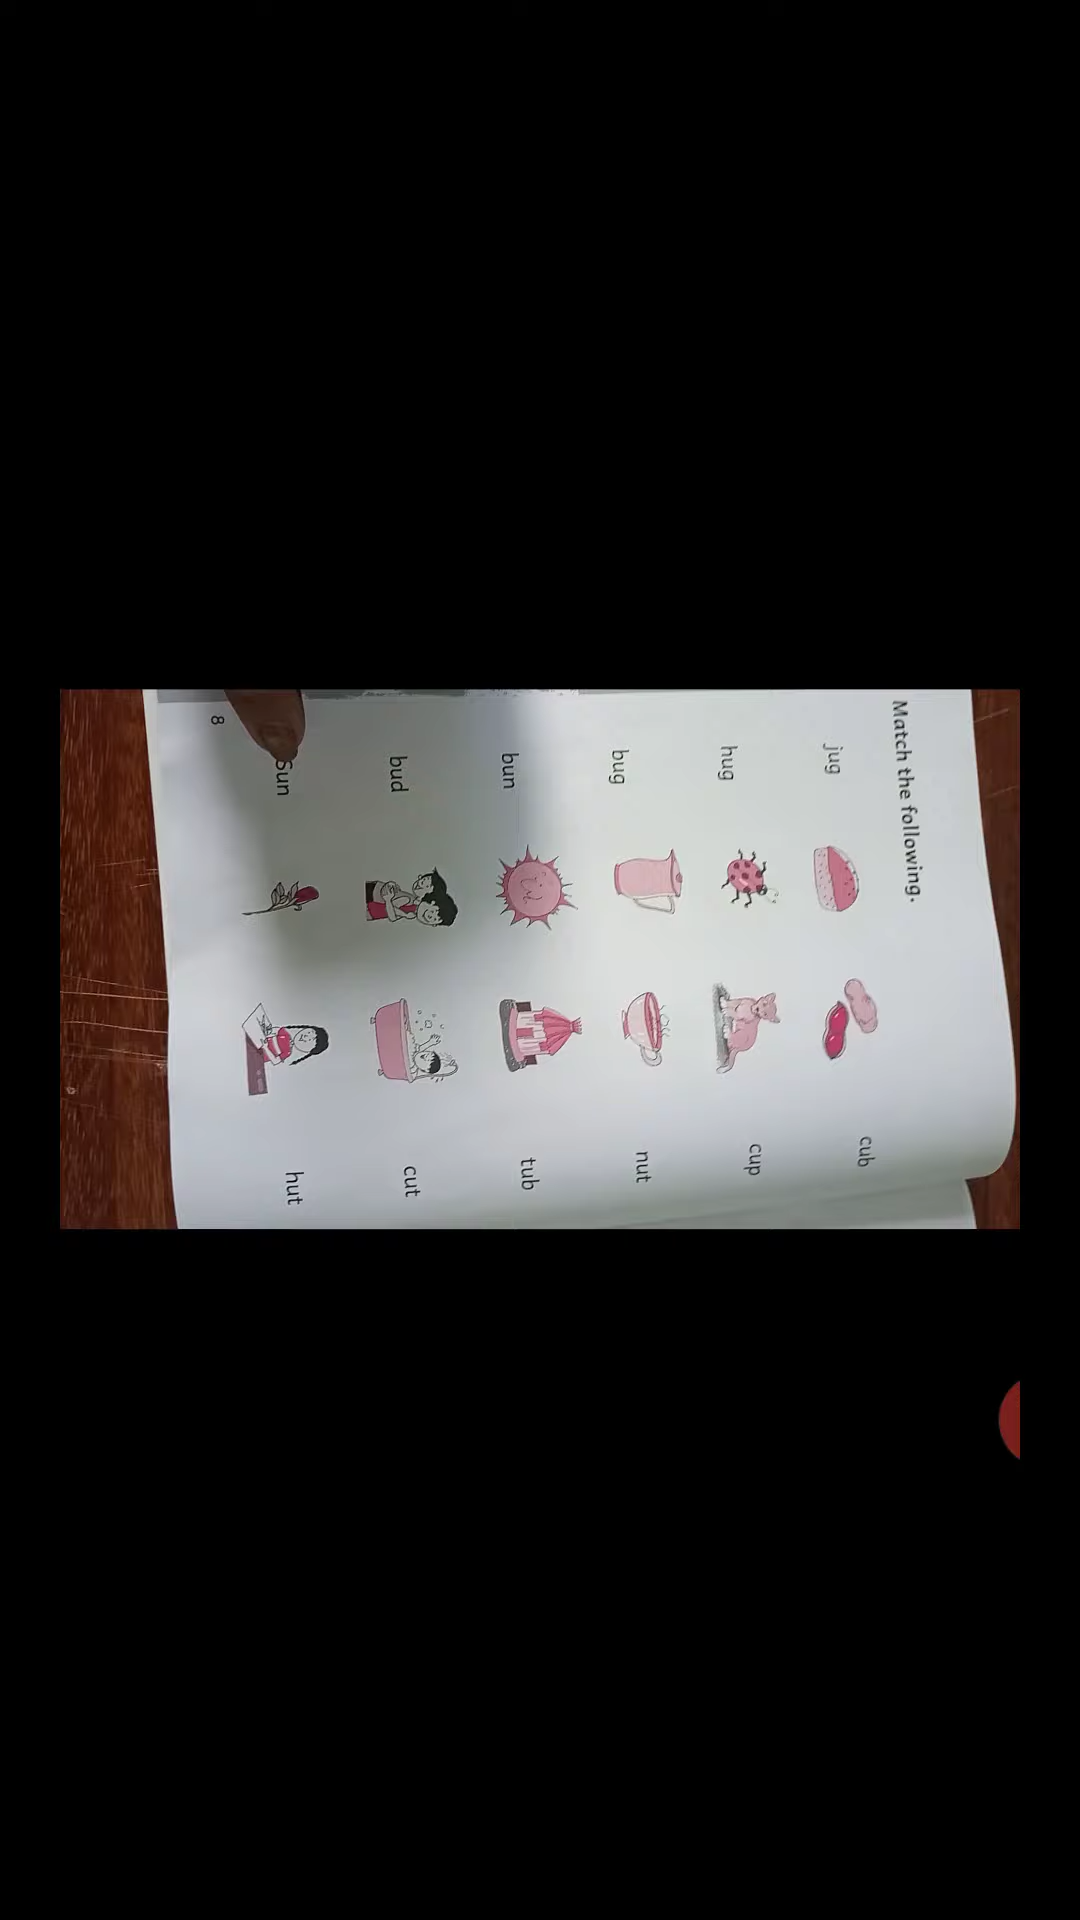 Match the following.
jug cub
hug cup
bug nut
bun tub
bud cut
Sun hut
8